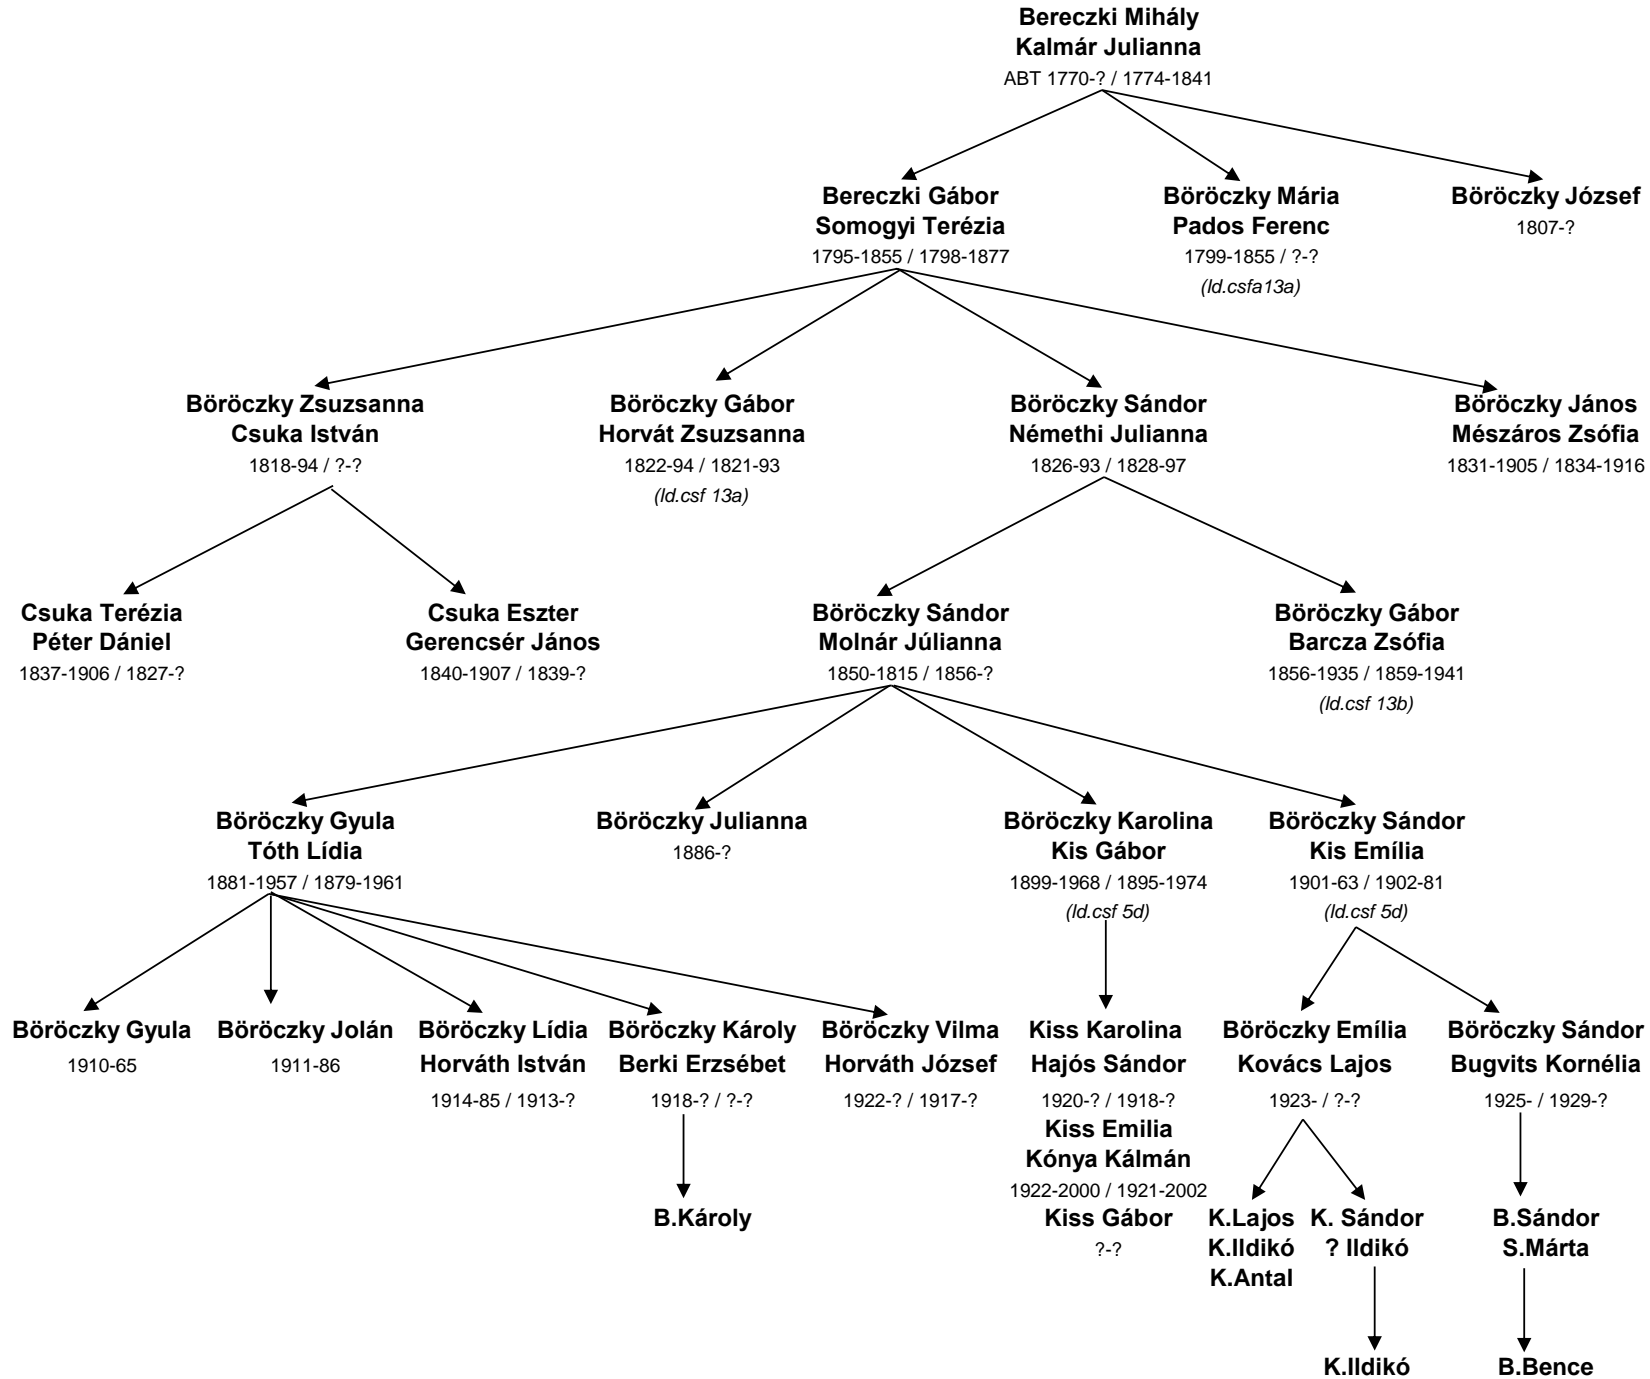 Bereczki Mihály
Kalmár Julianna
ABT 1770-? / 1774-1841
Bereczki Gábor
Somogyi Terézia
1795-1855 / 1798-1877
Böröczky Mária
Pados Ferenc
1799-1855 / ?-?
(ld.csfa13a)
Böröczky József
1807-?
Böröczky Zsuzsanna
Csuka István
1818-94 / ?-?
Böröczky Gábor
Horvát Zsuzsanna
1822-94 / 1821-93
(ld.csf 13a)
Böröczky Sándor
Némethi Julianna
1826-93 / 1828-97
Böröczky János
Mészáros Zsófia
1831-1905 / 1834-1916
Csuka Terézia
Péter Dániel
1837-1906 / 1827-?
Csuka Eszter
Gerencsér János
1840-1907 / 1839-?
Böröczky Sándor
Molnár Júlianna
1850-1815 / 1856-?
Böröczky Gábor
Barcza Zsófia
1856-1935 / 1859-1941
(ld.csf 13b)
Böröczky Gyula
Tóth Lídia
1881-1957 / 1879-1961
Böröczky Julianna
1886-?
Böröczky Karolina
Kis Gábor
1899-1968 / 1895-1974
(ld.csf 5d)
Böröczky Sándor
Kis Emília
1901-63 / 1902-81
(ld.csf 5d)
Böröczky Gyula
1910-65
Böröczky Jolán
1911-86
Böröczky Lídia
Horváth István
1914-85 / 1913-?
Böröczky Károly
Berki Erzsébet
1918-? / ?-?
Böröczky Vilma
Horváth József
1922-? / 1917-?
Kiss Karolina
Hajós Sándor
1920-? / 1918-?
Kiss Emilia
Kónya Kálmán
1922-2000 / 1921-2002
Kiss Gábor
?-?
Böröczky Emília
Kovács Lajos
1923- / ?-?
Böröczky Sándor
Bugvits Kornélia
1925- / 1929-?
B.Károly
K.Lajos
K.Ildikó
K.Antal
K. Sándor
? Ildikó
B.Sándor
S.Márta
K.Ildikó
B.Bence